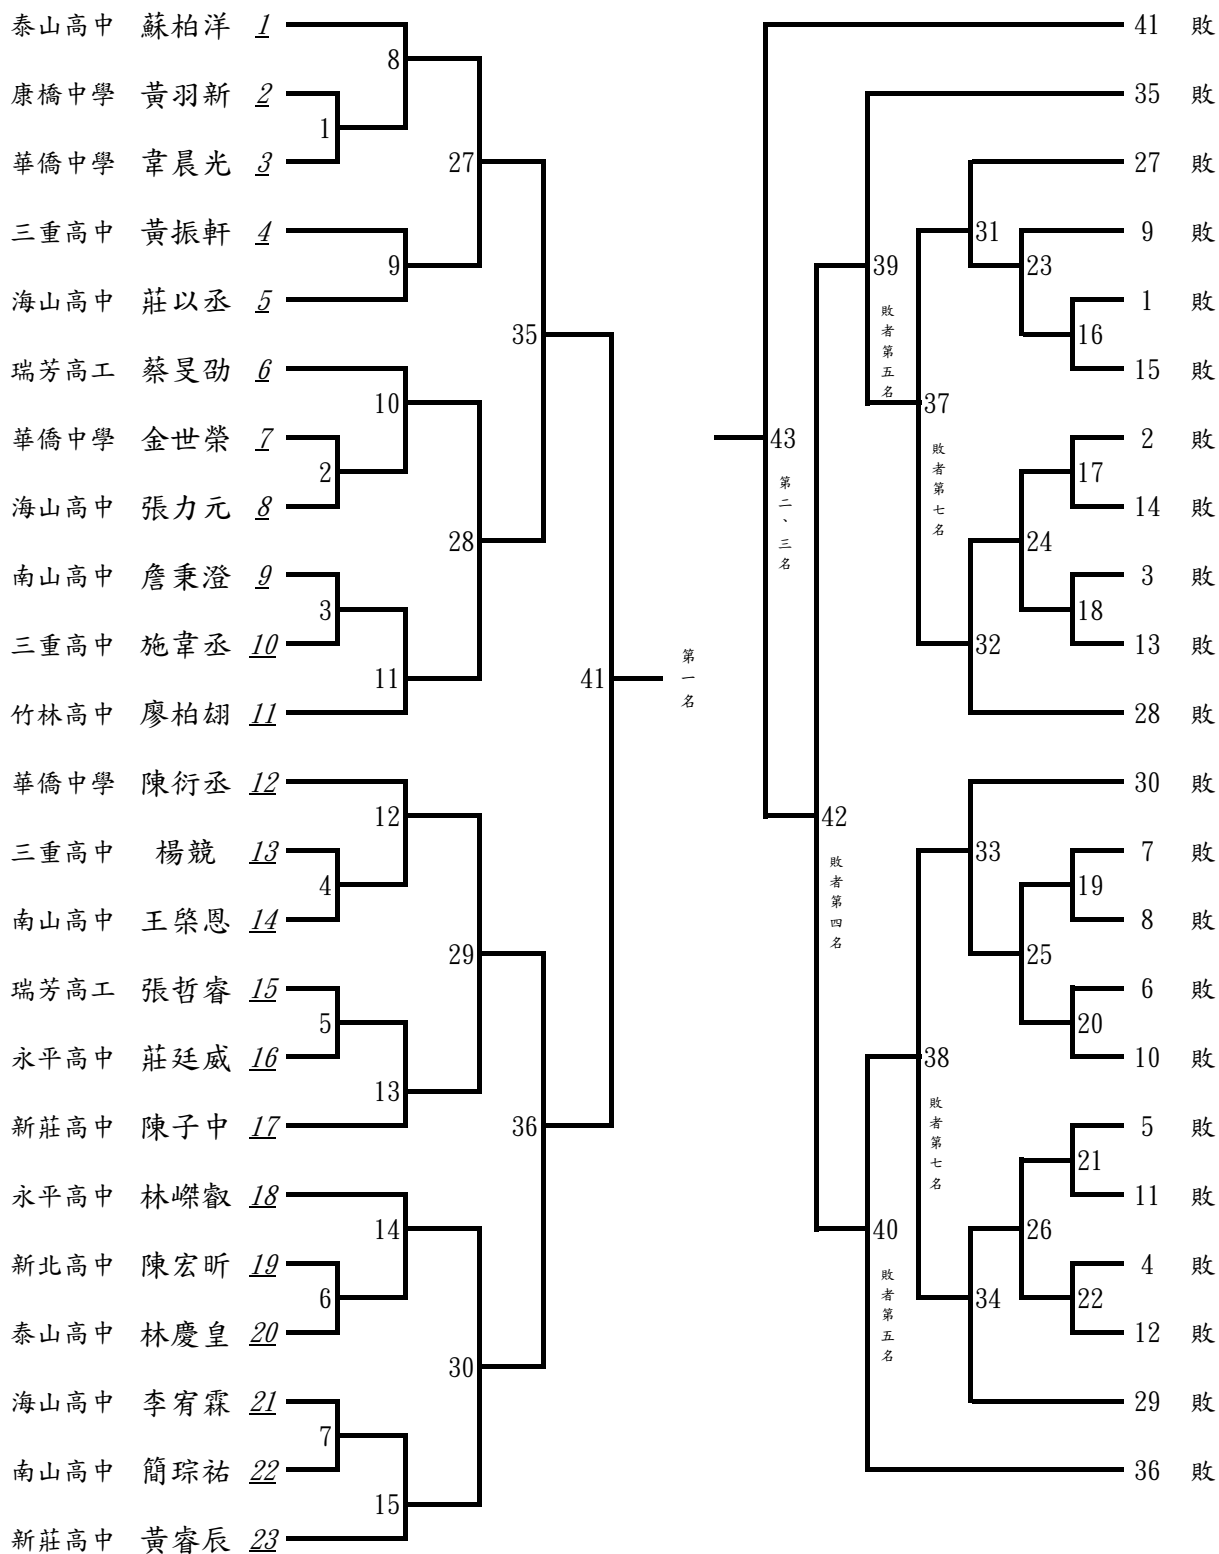 泰山高中 蘇柏洋 1
41 敗
8
康橋中學 黃羽新 2
35 敗
1
華僑中學 韋晨光 3
27
27 敗
三重高中 黃振軒 4
31
9 敗
9
39
23
海山高中 莊以丞 5
1 敗
敗者第五名
35
16
瑞芳高工 蔡旻劭 6
15 敗
10
37
華僑中學 金世榮 7
43
2 敗
敗者第七名
2
17
第二、三名
海山高中 張力元 8
14 敗
28
24
南山高中 詹秉澄 9
3 敗
3
18
三重高中 施韋丞 10
32
13 敗
11
41
第一名
竹林高中 廖柏翃 11
28 敗
華僑中學 陳衍丞 12
30 敗
12
42
三重高中 楊競 13
33
7 敗
敗者第四名
4
19
南山高中 王棨恩 14
8 敗
29
25
瑞芳高工 張哲睿 15
6 敗
5
20
永平高中 莊廷威 16
38
10 敗
13
敗者第七名
新莊高中 陳子中 17
36
5 敗
21
永平高中 林嶸叡 18
11 敗
14
40
26
新北高中 陳宏昕 19
4 敗
敗者第五名
6
34
22
泰山高中 林慶皇 20
12 敗
30
海山高中 李宥霖 21
29 敗
7
南山高中 簡琮祐 22
36 敗
15
新莊高中 黃睿辰 23